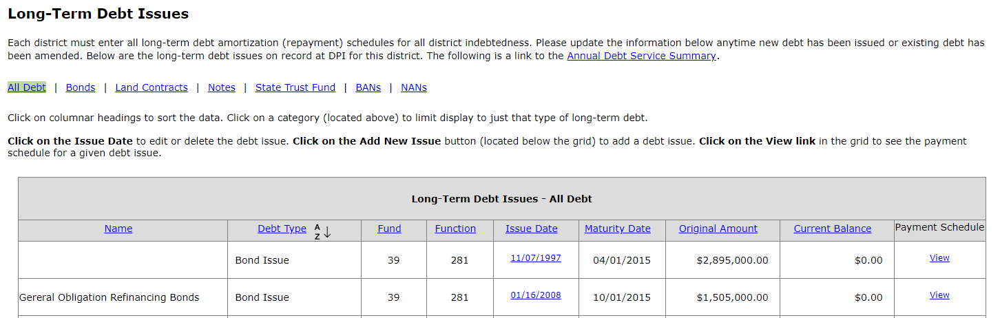 Long-Term Debt Issues
Each district must enter all long-term debt amortization (repayment) schedules for all district indebtedness. Please update the information below anytime new debt has been issued or existing debt has
been amended. Below are the long-term debt issues on record at DPI for this district. The following is a link to the Annual Debt Service Summary.
All Debt | Bonds | Land Contracts | Notes | State Trust Fund | BANs | NANs
Click on columnar headings to sort the data. Click on a category (located above) to limit display to just that type of long-term debt.
Click on the Issue Date to edit or delete the debt issue. Click on the Add New Issue button (located below the grid) to add a debt issue. Click on the View link in the grid to see the payment
schedule for a given debt issue.
Long-Term Debt Issues - All Debt
Name Debt Type A Z↓ Fund Function Issue Date Maturity Date Original Amount Current Balance Payment Schedule
Bond Issue 39 281 11/07/1997 04/01/2015 $2,895,000.00 $0.00 View
Gereral Obligation Refinancing Bonds Bond Issue 39 281 01/16/2008 10/01/2015 $1,505,000.00 $0.00 View